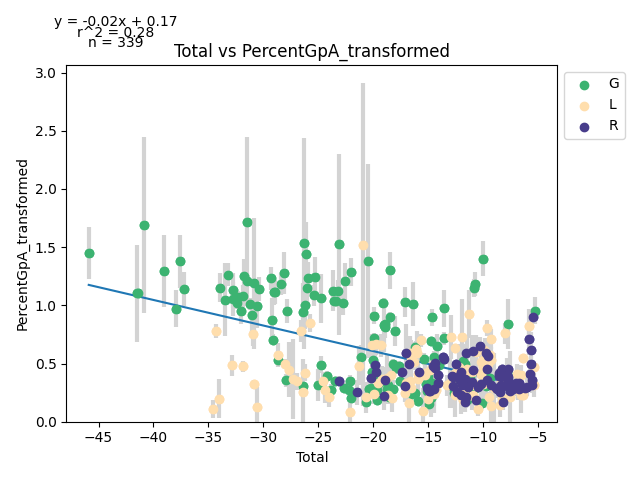 y = -0.02x + 0.17
r^2 = 0.28
n = 339
Total vs PercentGpA_transformed
G
L
R
PercentGpA_transformed
3.0
2.5
2.0
1.5
1.0
0.5
0.0
−45 −40 −35 −30 −25 −20 −15 −10 −5
Total